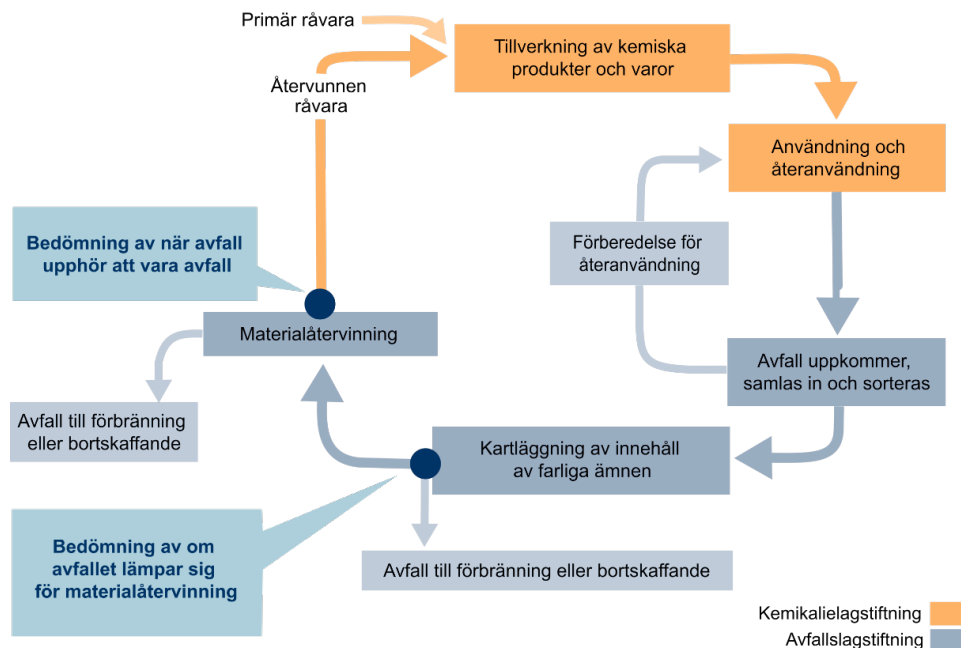 Primär råvara
Tillverkning av kemiska
produkter och varor
Återvunnen
råvara
Användning och
återanvändning
Bedömning av när avfall
upphör att vara avfall
Förberedelse för
återanvändning
Materialåtervinning
Avfall uppkommer,
samlas in och sorteras
Avfall till förbränning
eller bortskaffande
Kartläggning av innehåll
av farliga ämnen
Bedömning av om
avfallet lämpar sig
för materialåtervinning
Avfall till förbränning eller bortskaffande
Kemikalielagstiftning
Avfallslagstiftning